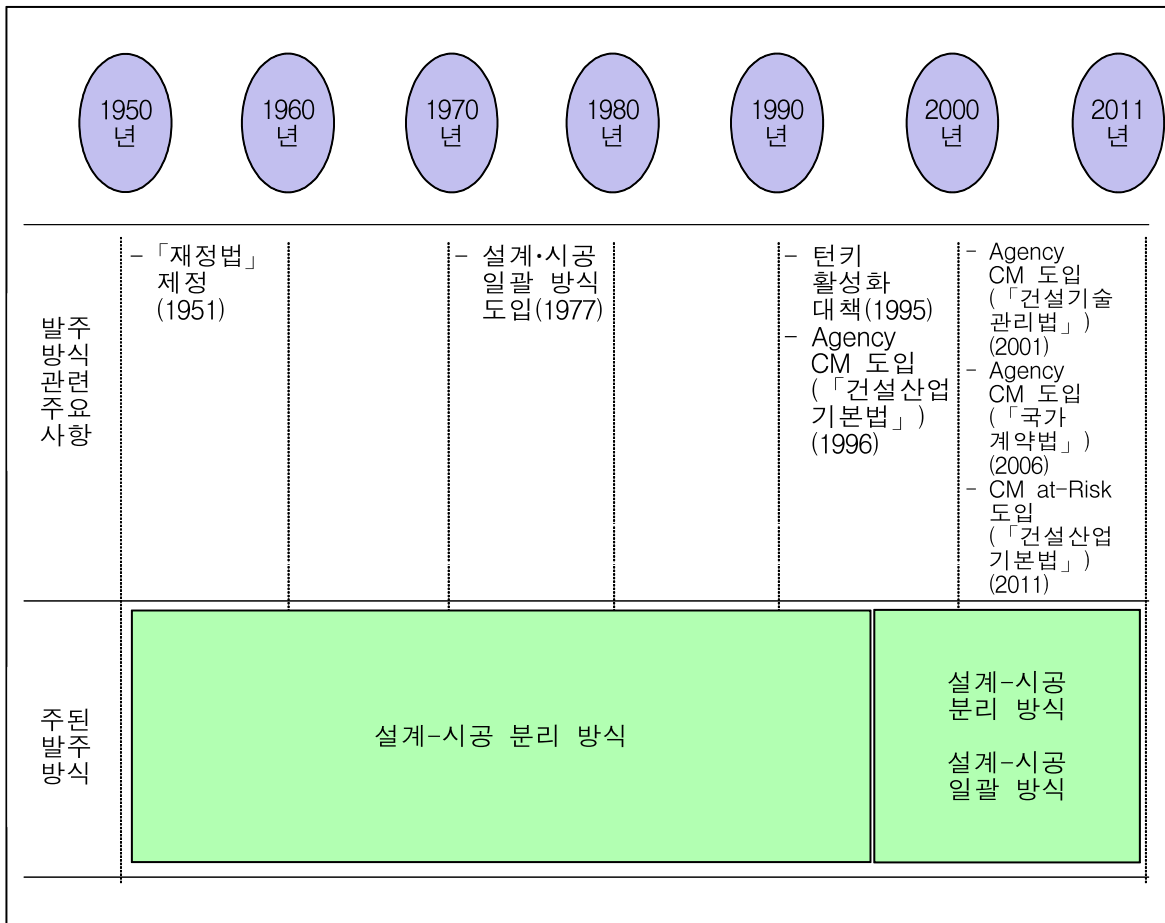 1950
년
1960
년
1970
년
1980
년
1990
년
2000
년
2011
년
발주
방식
관련
주요
사항
- 「재정법」
제정
(1951)
- 설계·시공
일괄 방식
도입(1977)
- 턴키
활성화
대책(1995)
- Agency
CM 도입
(「건설산업
기본법」)
(1996)
- Agency
CM 도입
(「건설기술
관리법」)
(2001)
- Agency
CM 도입
(「국가
계약법」)
(2006)
- CM at-Risk
도입
(「건설산업
기본법」)
(2011)
주된
발주
방식
설계-시공 분리 방식
설계-시공
분리 방식
설계-시공
일괄 방식